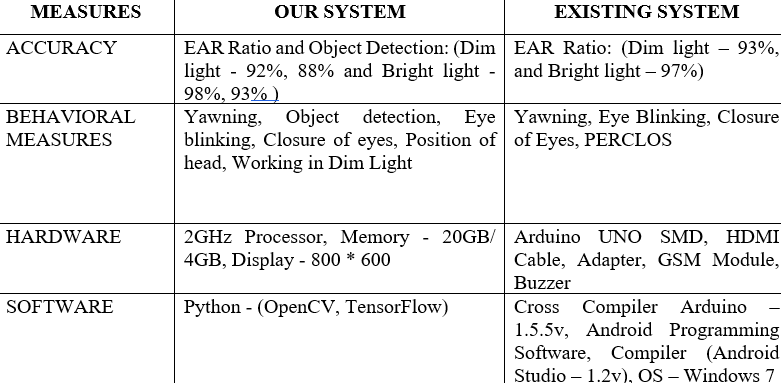 MEASURES OUR SYSTEM EXISTING SYSTEM
ACCURACY
EAR Ratio and Object Detection: (Dim
light - 92%, 88% and Bright light -
98%, 93% )
EAR Ratio: (Dim light – 93%,
and Bright light – 97%)
BEHAVIORAL
MEASURES
Yawning, Object detection, Eye
blinking, Closure of eyes, Position of
head, Working in Dim Light
Yawning, Eye Blinking, Closure
of Eyes, PERCLOS
HARDWARE
2GHz Processor, Memory - 20GB/
4GB, Display - 800 * 600
Arduino UNO SMD, HDMI
Cable, Adapter, GSM Module,
Buzzer
SOFTWARE
Python - (OpenCV, TensorFlow)
Cross Compiler Arduino –
1.5.5v, Android Programming
Software, Compiler (Android
Studio – 1.2v), OS – Windows 7